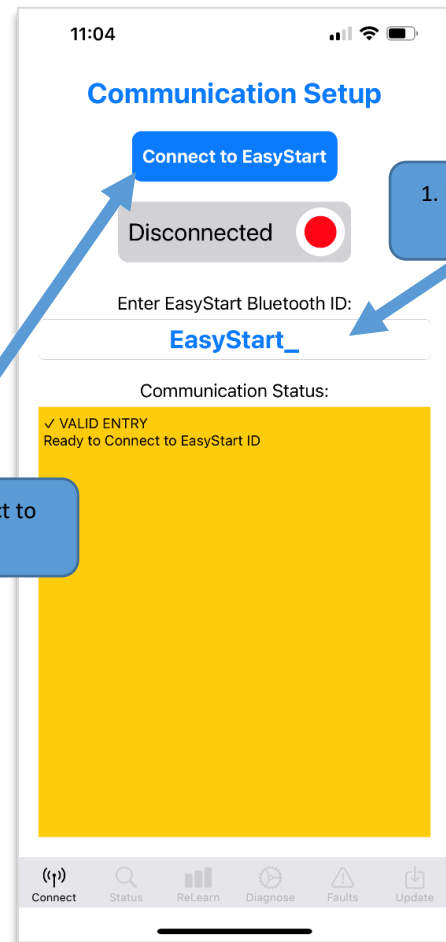 11:04
Communication Setup
Connect to EasyStart
1.
Disconnected
Enter EasyStart Bluetooth ID:
EasyStart_
Communication Status:
✓ VALID ENTRY
Ready to Connect to EasyStart ID
to
Connect
Status
ReLearn
Diagnose
Faults
Update